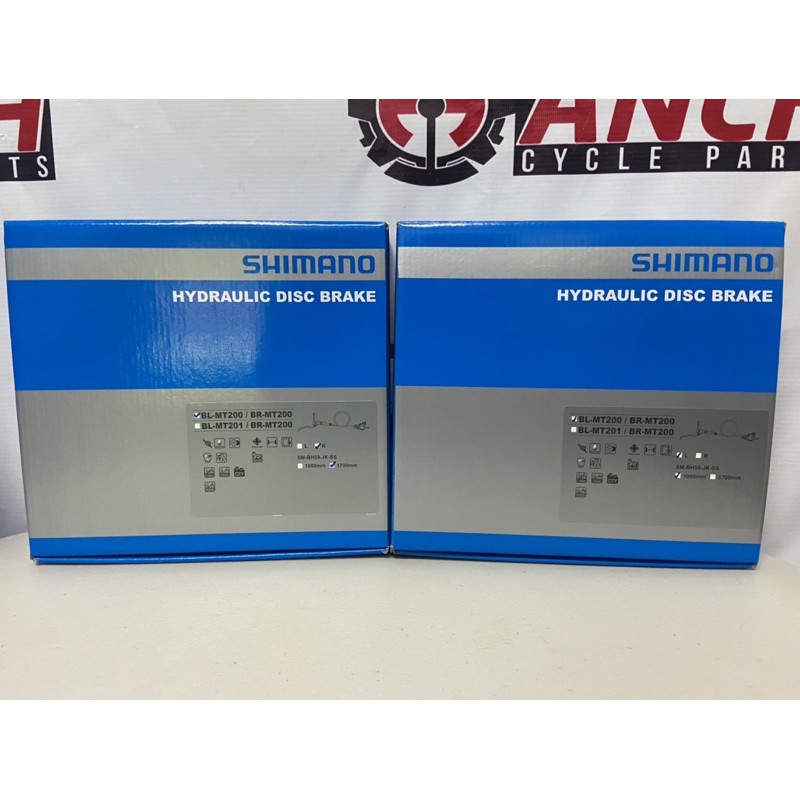 H
TS
ANCH
CYCLE PAR
SHIMANO
HYDRAULIC DISC BRAKE
BL-MT200 / BR-MT200
BL-MT201 / BR-MT200
L R
SM-BH59-JK-SS
1000mm 1700mm
SHIMANO
HYDRAULIC DISC BRAKE
BL-MT200 / BR-MT200
BL-MT201 / BR-MT200
L R
SM-BH59-JK-SS
1000mm 1700mm